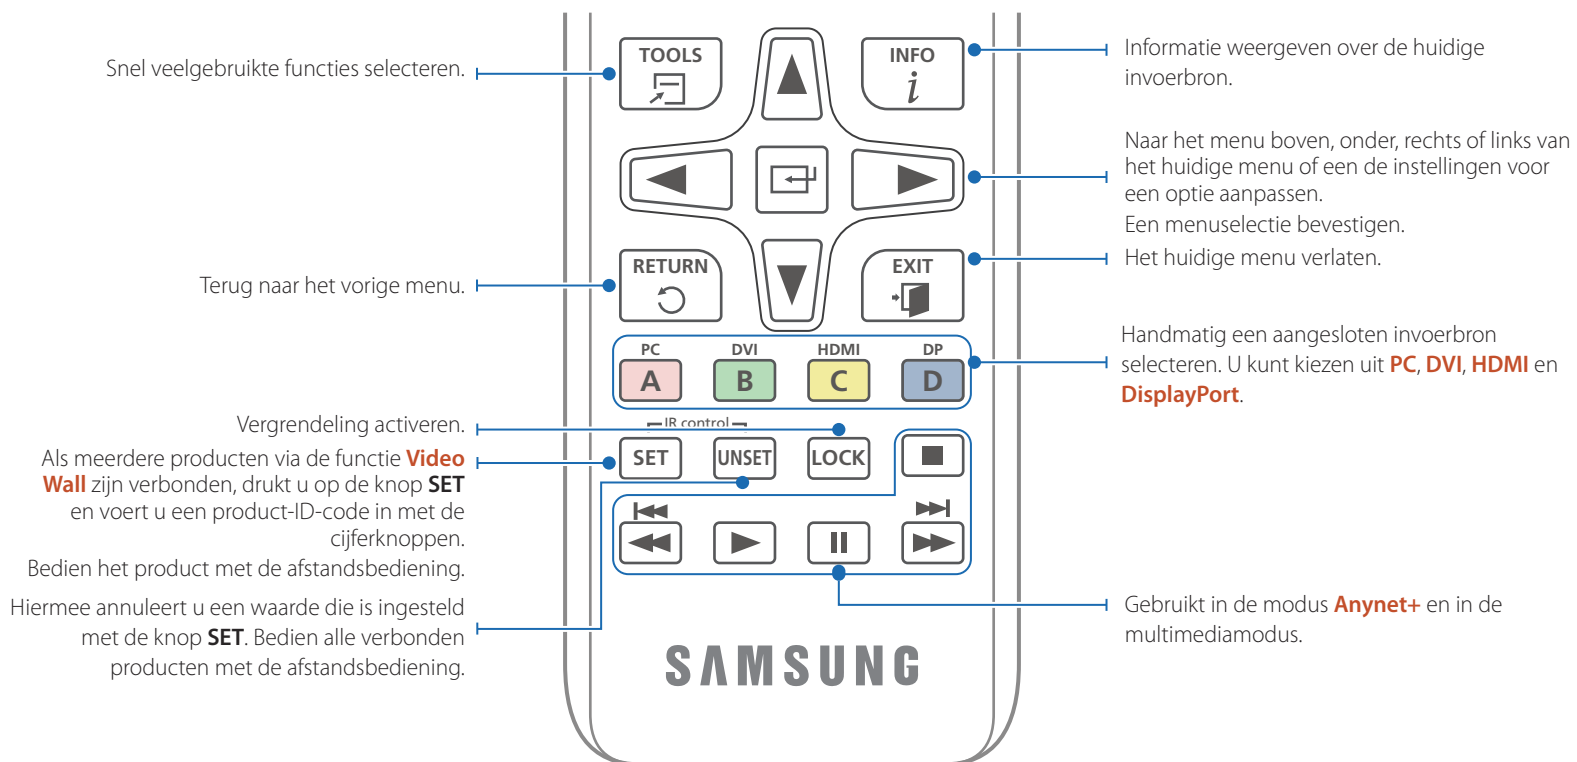 Snel veelgebruikte functies selecteren.
Terug naar het vorige menu.
Vergrendeling activeren.
Als meerdere producten via de functie Video
Wall zijn verbonden, drukt u op de knop SET
en voert u een product-ID-code in met de
cijferknoppen.
Bedien het product met de afstandsbediening.
Hiermee annuleert u een waarde die is ingesteld
met de knop SET. Bedien alle verbonden
producten met de afstandsbediening.
TOOLS
INFO
i
RETURN
EXIT
PC
DVI
HDMI
DP
A
B
C
D
IR control
SET
UNSET
LOCK
SAMSUNG
Informatie weergeven over de huidige
invoerbron.
Naar het menu boven, onder, rechts of links van
het huidige menu of een de instellingen voor
een optie aanpassen.
Een menuselectie bevestigen.
Het huidige menu verlaten.
Handmatig een aangesloten invoerbron
selecteren. U kunt kiezen uit PC, DVI, HDMI en
DisplayPort.
Gebruikt in de modus Anynet+ en in de
multimediamodus.